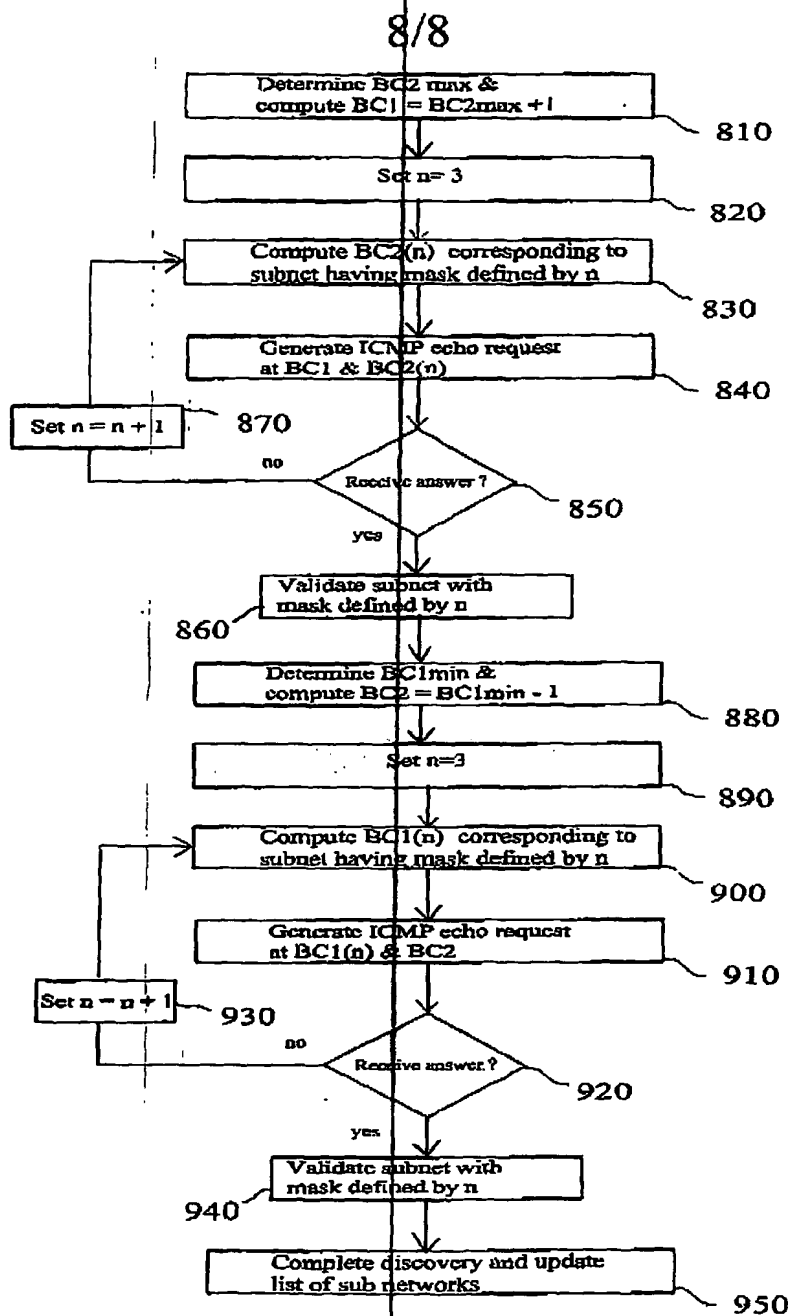 8/8
Determine BC2 max &
compute BC1 = BC2max +1
810
Set n= 3
820
Compute BC2(n) corresponding to
subnet having mask defined by n
830
Generate ICMP echo request
at BC1 & BC2(n)
840
Set n = n + 1
870
no
Receive answer ?
850
yes
Validate subnet with
mask defined by n
860
Determine BC1min &
compute BC2 = BC1min - 1
880
Set n=3
890
Compute BC1(n) corresponding to
subnet having mask defined by n
900
Generate ICMP echo request
at BC1(n) & BC2
910
Set n = n + 1
930
no
Receive answer ?
920
yes
Validate subnet with
mask defined by n
940
Complete discovery and update
list of sub networks
950